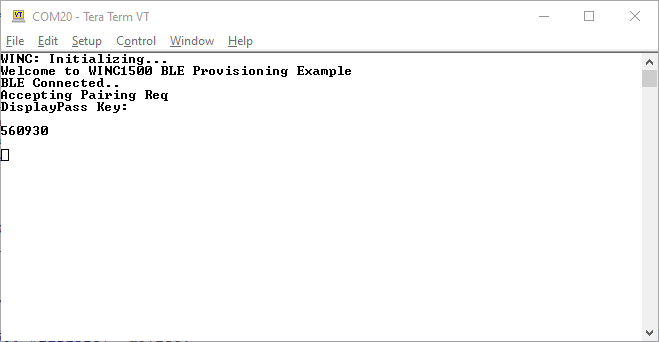 COM20 - Tera Term VT
File Edit Setup Control Window Help
WINC: Initializing...
Welcome to WINC1500 BLE Provisioning Example
BLE Connected..
Accepting Pairing Req
DisplayPass Key:
560930